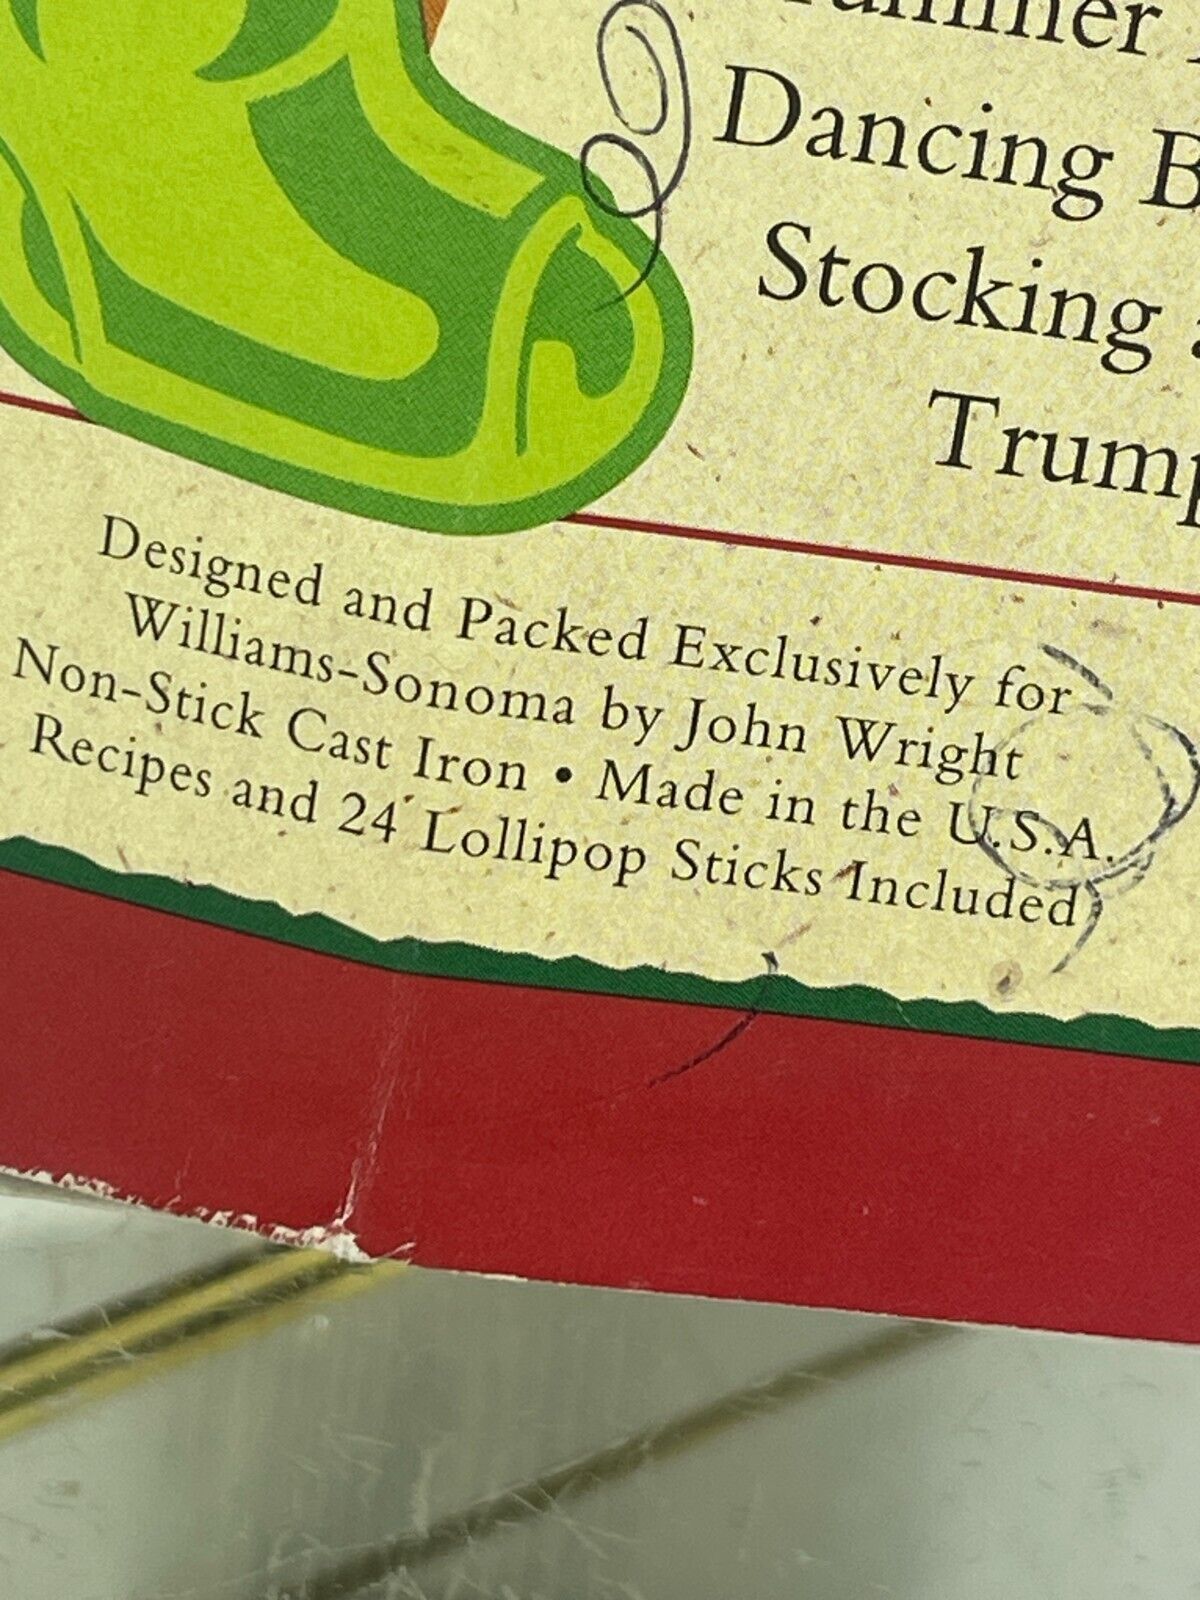 Dancing
Stocking
Designed and Packed Exclusively for
Williams-Sonoma by John Wright
Non-Stick Cast Iron • Made in the U.S.A.
Recipes and 24 Lollipop Sticks Included